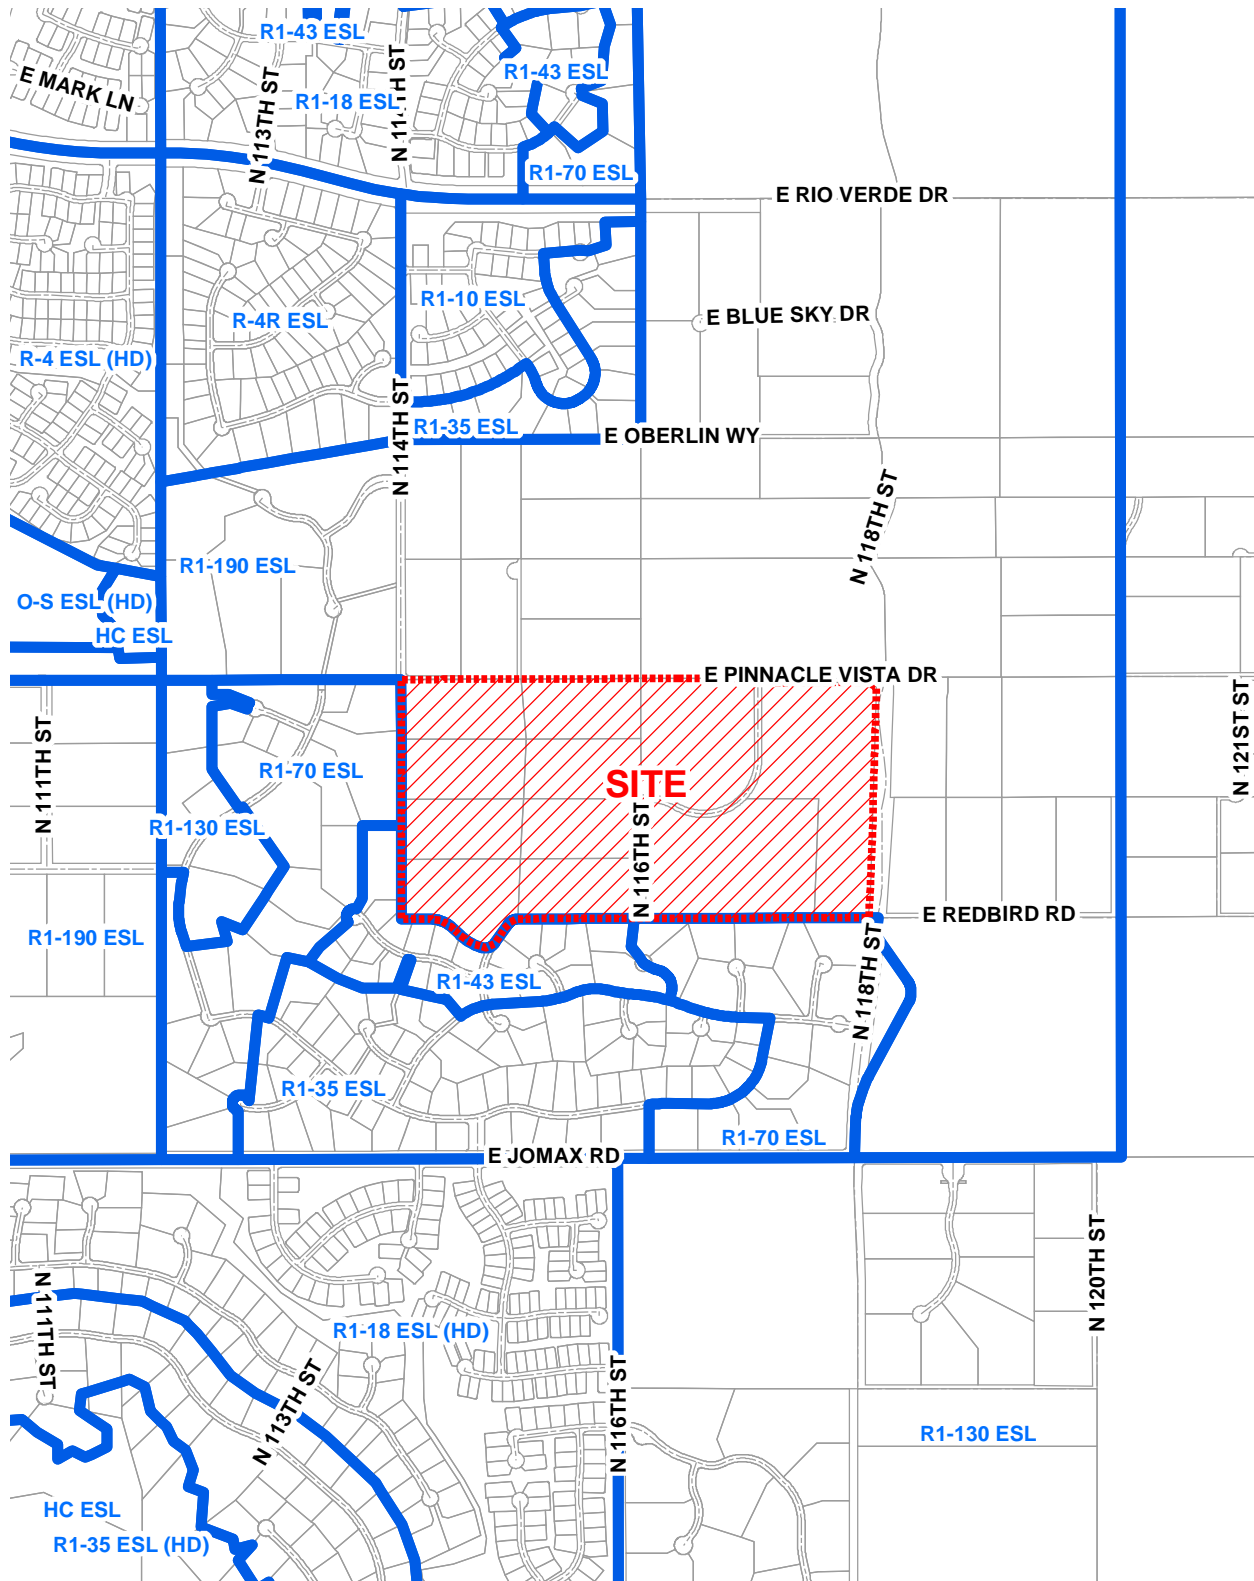 R1-43 ESL
E MARK LN
N 113TH ST
N 114TH ST
R1-43 ESL
R1-18 ESL
R1-70 ESL
E RIO VERDE DR
R1-10 ESL
R-4R ESL
E BLUE SKY DR
R-4 ESL (HD)
N 114TH ST
R1-35 ESL
E OBERLIN WY
N 118TH ST
R1-190 ESL
O-S ESL (HD)
HC ESL
E PINNACLE VISTA DR
N 111TH ST
N 121ST ST
R1-70 ESL
SITE
R1-130 ESL
N 116TH ST
E REDBIRD RD
R1-190 ESL
N 118TH ST
R1-43 ESL
R1-35 ESL
R1-70 ESL
E JOMAX RD
N 120TH ST
N 111TH ST
R1-18 ESL (HD)
N 113TH ST
N 116TH ST
R1-130 ESL
HC ESL
R1-35 ESL (HD)